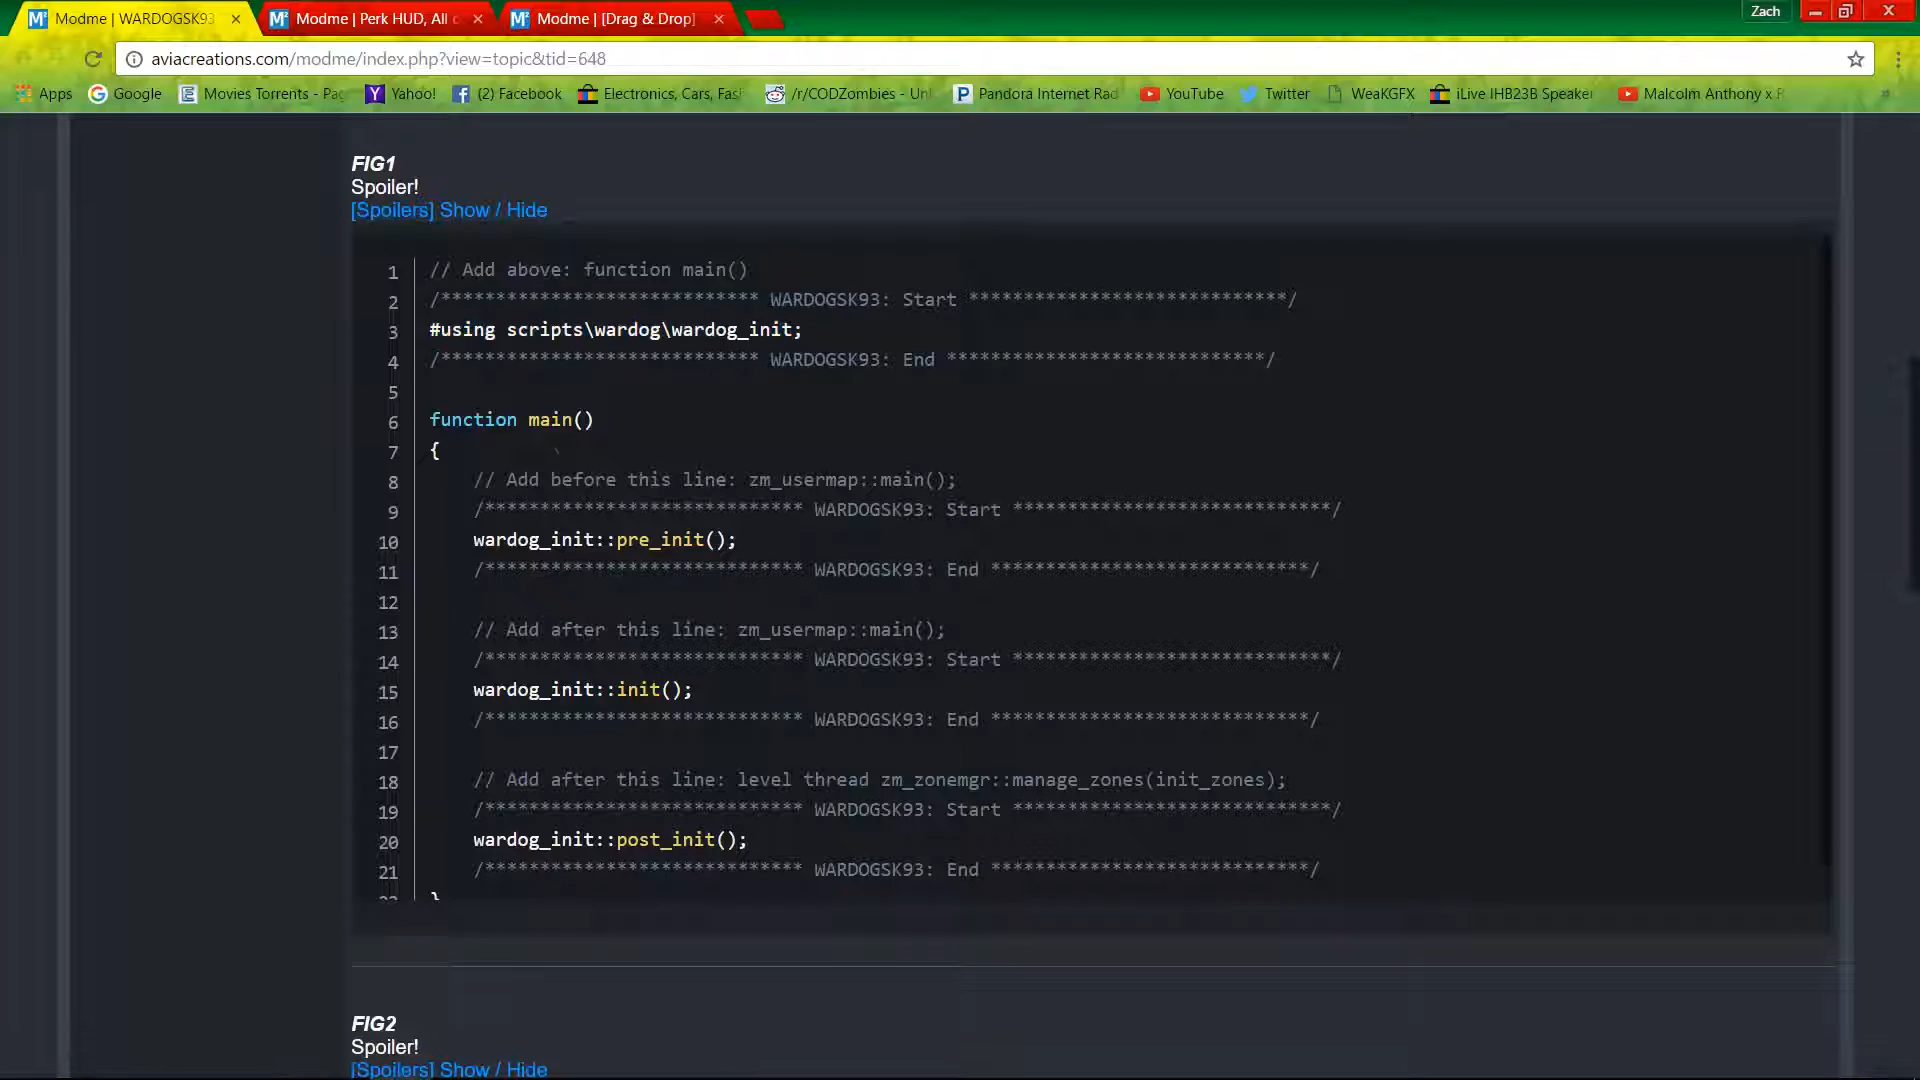 Modme | WARDOGSK93
Modme | Perk HUD, All
Modme | [Drag & Drop]
Zach
aviacreations.com/modme/index.php?view=topic&tid=648
Apps
Google
Movies Torrents - Pag
Yahoo!
(2) Facebook
Electronics, Cars, Fash
/r/CODZombies - Unl
Pandora Internet Rad
YouTube
Twitter
WeaKGFX
iLive IHB23B Speaker
Malcolm Anthony x
FIG1
Spoiler!
[Spoilers] Show / Hide
1 // Add above: function main()
2 /***************************** WARDOGSK93: Start *****************************/
3 #using scripts\wardog\wardog_init;
4 /***************************** WARDOGSK93: End *****************************/
5
6 function main()
7 {
8 // Add before this line: zm_usermap::main();
9 /***************************** WARDOGSK93: Start *****************************/
10 wardog_init::pre_init();
11 /***************************** WARDOGSK93: End *****************************/
12
13 // Add after this line: zm_usermap::main();
14 /***************************** WARDOGSK93: Start *****************************/
15 wardog_init::init();
16 /***************************** WARDOGSK93: End *****************************/
17
18 // Add after this line: level thread zm_zonemgr::manage_zones(init_zones);
19 /***************************** WARDOGSK93: Start *****************************/
20 wardog_init::post_init();
21 /***************************** WARDOGSK93: End *****************************/
}
FIG2
Spoiler!
[Spoilers] Show / Hide